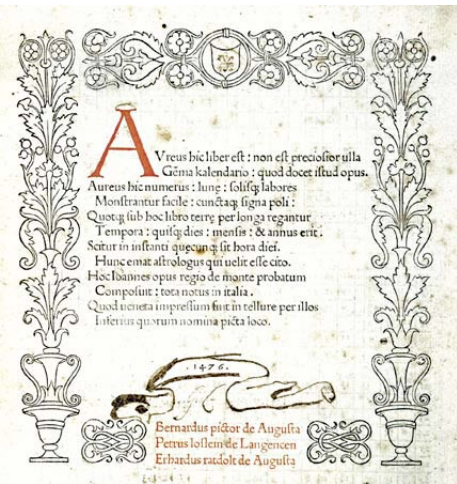 AVreus hic liber est : non est preciosior ulla
Gẽma kalendario : quod docet istud opus.
Aureus hic numerus : lune : solisq; labores
Monstrantur facile : cunctaq; signa poli :
Quotq; sub hoc libro terre per longa regantur
Tempora : quisq; dies : mensis : & annus erit .
Scitur in instanti quecunq; sit hora diei.
Hunc emat astrologus qui uelit esse cito.
Hoc Ioannes opus regio de monte probatum
Composuit : tota notus in italia .
Quod ueneta impressum fuit in tellure per illos
Inferius quorum nomina picta loco.
.1476.
Bernardus pictor de Augusta
Petrus loslein de Langencen
Erhardus ratdolt de Augusta